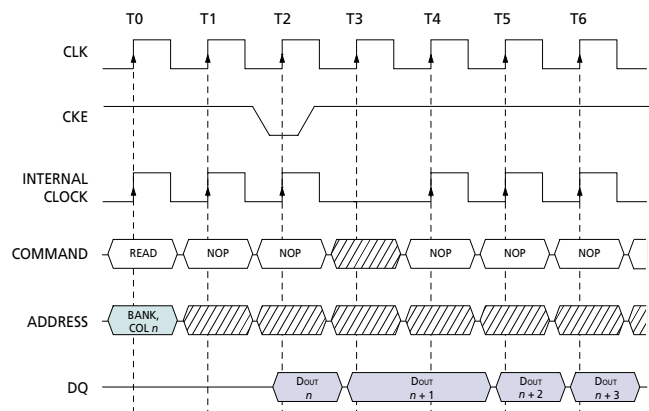 T0 T1 T2 T3 T4 T5 T6
CLK
CKE
INTERNAL
CLOCK
COMMAND READ NOP NOP NOP NOP NOP
ADDRESS BANK,
COL n
DQ DOUT DOUT DOUT DOUT
n n + 1 n + 2 n + 3